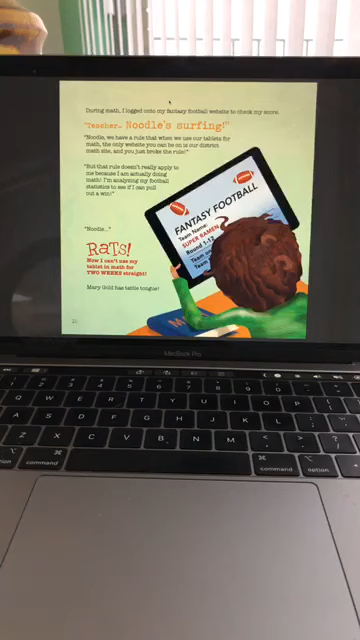 During math, I logged onto my fantasy football website to check my score.
"Teacher, Noodle's surfing!"
"Noodle, we have a rule that when we use our tablets for
math, the only website you can be on is our district
math site, and you just broke the rule!"
"But that rule doesn't really apply to
me because I am actually doing
math! I'm analyzing my football
statistics to see if I can pull
out a win!"
FANTASY FOOTBALL
Team Name:
SUPER RAMEN
Round 1-12
Team
Team
"Noodle..."
RATS!
Now I can't use my
tablet in math for
TWO WEEKS straight!
Mary Gold has tattle tongue!
MacBook Pro
Q W E R T Y U I O P
A S D F G H J K L
Z X C V B N M
command
command
option